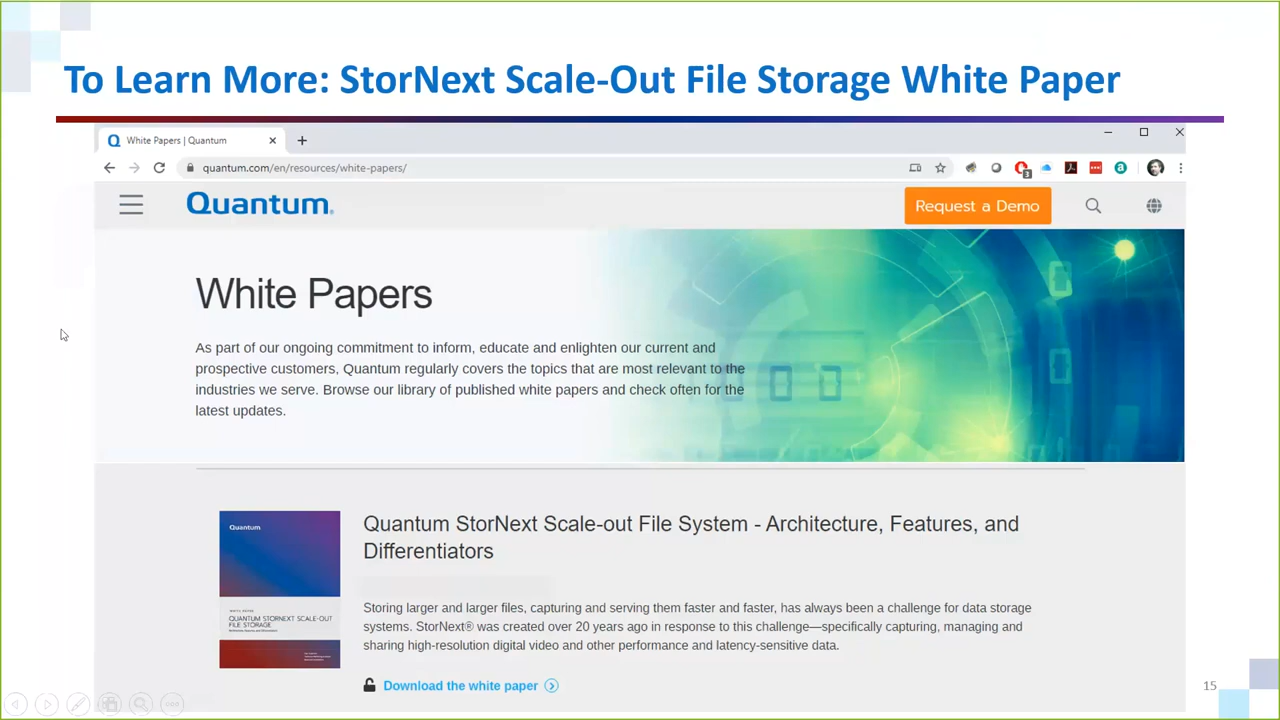 To Learn More: StorNext Scale-Out File Storage White Paper
White Papers | Quantum
quantum.com/en/resources/white-papers/
3
a
Quantum.
Request a Demo
White Papers
As part of our ongoing commitment to inform, educate and enlighten our current and
prospective customers, Quantum regularly covers the topics that are most relevant to the
industries we serve. Browse our library of published white papers and check often for the
latest updates.
Quantum
WHITE PAPER
QUANTUM STORNEXT SCALE-OUT
FILE STORAGE
Quantum StorNext Scale-out File System - Architecture, Features, and
Differentiators
Storing larger and larger files, capturing and serving them faster and faster, has always been a challenge for data storage
systems. StorNext® was created over 20 years ago in response to this challenge—specifically capturing, managing and
sharing high-resolution digital video and other performance and latency-sensitive data.
Download the white paper
15